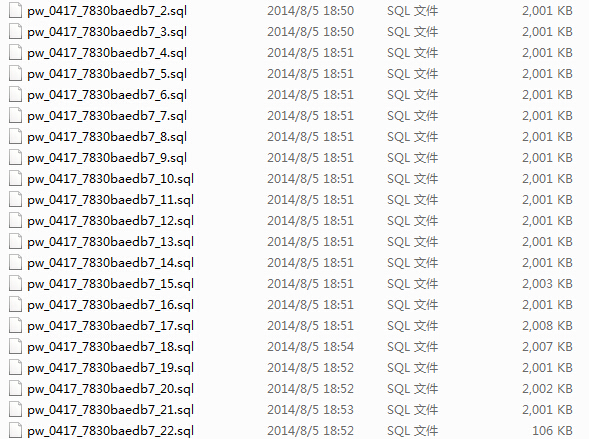 pw_0417_7830baedb7_2.sql 2014/8/5 18:50 SQL 文件 2,001 KB
pw_0417_7830baedb7_3.sql 2014/8/5 18:50 SQL 文件 2,001 KB
pw_0417_7830baedb7_4.sql 2014/8/5 18:51 SQL 文件 2,001 KB
pw_0417_7830baedb7_5.sql 2014/8/5 18:51 SQL 文件 2,001 KB
pw_0417_7830baedb7_6.sql 2014/8/5 18:51 SQL 文件 2,001 KB
pw_0417_7830baedb7_7.sql 2014/8/5 18:51 SQL 文件 2,001 KB
pw_0417_7830baedb7_8.sql 2014/8/5 18:51 SQL 文件 2,001 KB
pw_0417_7830baedb7_9.sql 2014/8/5 18:51 SQL 文件 2,001 KB
pw_0417_7830baedb7_10.sql 2014/8/5 18:51 SQL 文件 2,001 KB
pw_0417_7830baedb7_11.sql 2014/8/5 18:51 SQL 文件 2,001 KB
pw_0417_7830baedb7_12.sql 2014/8/5 18:51 SQL 文件 2,001 KB
pw_0417_7830baedb7_13.sql 2014/8/5 18:51 SQL 文件 2,001 KB
pw_0417_7830baedb7_14.sql 2014/8/5 18:51 SQL 文件 2,001 KB
pw_0417_7830baedb7_15.sql 2014/8/5 18:51 SQL 文件 2,003 KB
pw_0417_7830baedb7_16.sql 2014/8/5 18:51 SQL 文件 2,001 KB
pw_0417_7830baedb7_17.sql 2014/8/5 18:51 SQL 文件 2,008 KB
pw_0417_7830baedb7_18.sql 2014/8/5 18:54 SQL 文件 2,007 KB
pw_0417_7830baedb7_19.sql 2014/8/5 18:52 SQL 文件 2,001 KB
pw_0417_7830baedb7_20.sql 2014/8/5 18:52 SQL 文件 2,002 KB
pw_0417_7830baedb7_21.sql 2014/8/5 18:53 SQL 文件 2,001 KB
pw_0417_7830baedb7_22.sql 2014/8/5 18:52 SQL 文件 106 KB